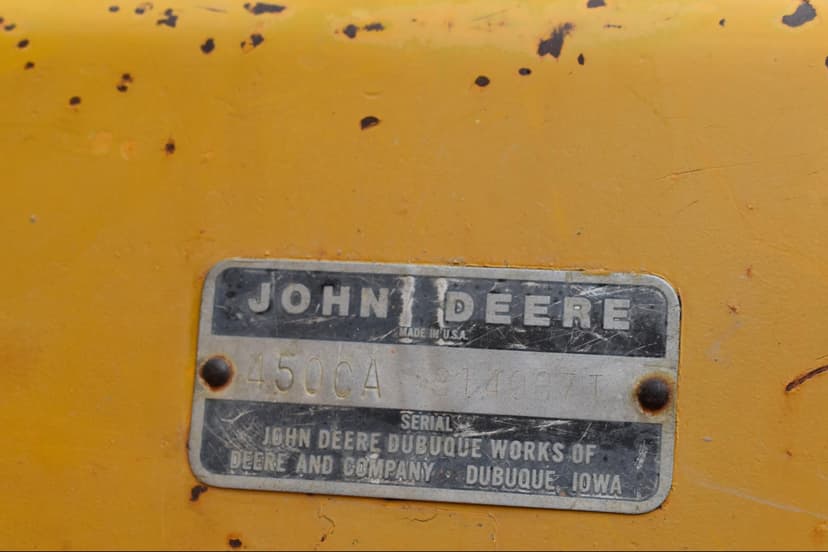 JOHN DEERE
MADE IN U.S.A.
450CA
SERIAL
JOHN DEERE DUBUQUE WORKS OF
DEERE AND COMPANY DUBUQUE, IOWA